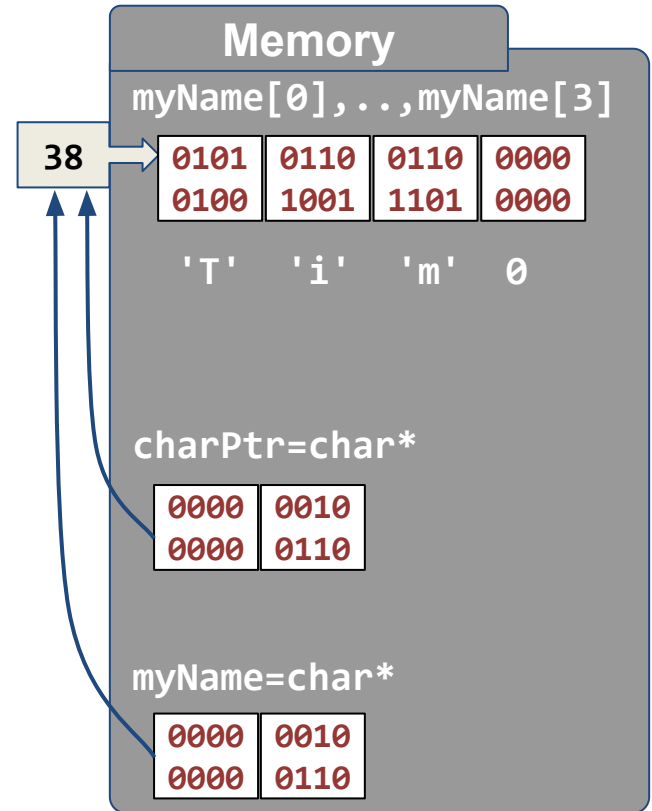 Memory
myName[0],..,myName[3]
38
0101 0110 0110 0000
0100 1001 1101 0000
'T' 'i' 'm' 0
charPtr=char*
0000 0010
0000 0110
myName=char*
0000 0010
0000 0110